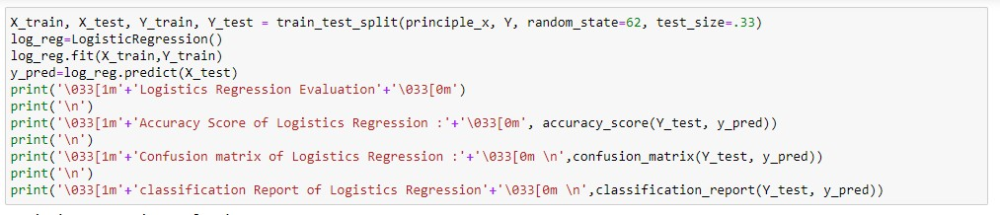 X_train, X_test, Y_train, Y_test = train_test_split(principle_x, Y, random_state=62, test_size=.33)
log_reg=LogisticRegression()
log_reg.fit(X_train,Y_train)
y_pred=log_reg.predict(X_test)
print('\033[1m'+'Logistics Regression Evaluation'+'\033[0m')
print('\n')
print('\033[1m'+'Accuracy Score of Logistics Regression :'+'\033[0m', accuracy_score(Y_test, y_pred))
print('\n')
print('\033[1m'+'Confusion matrix of Logistics Regression :'+'\033[0m \n',confusion_matrix(Y_test, y_pred))
print('\n')
print('\033[1m'+'classification Report of Logistics Regression'+'\033[0m \n',classification_report(Y_test, y_pred))